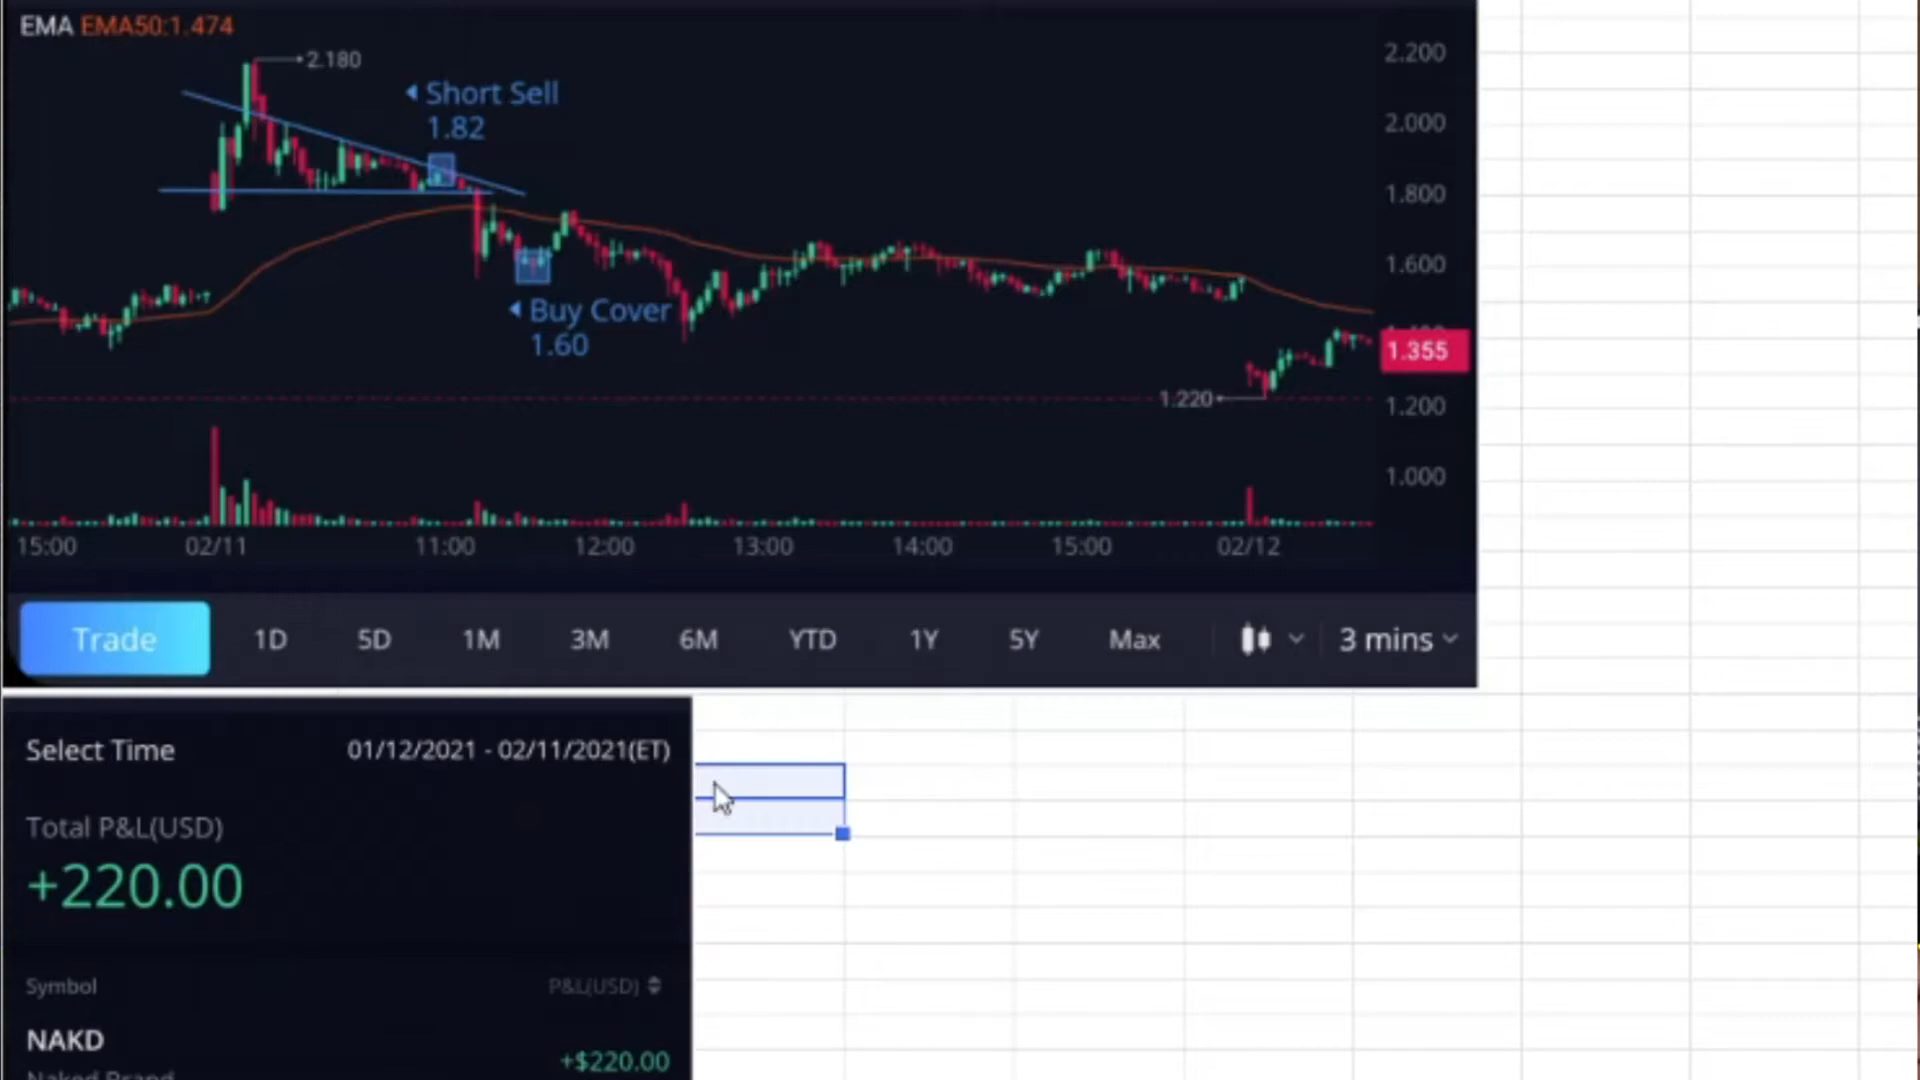 EMA EMA50:1.474
2.180
Short Sell
1.82
Buy Cover
1.60
2.200
2.000
1.800
1.600
1.355
1.220
1.200
1.000
15:00 02/11 11:00 12:00 13:00 14:00 15:00 02/12
Trade 1D 5D 1M 3M 6M YTD 1Y 5Y Max 3 mins
Select Time 01/12/2021 - 02/11/2021(ET)
Total P&L(USD)
+220.00
Symbol P&L(USD)
NAKD
+$220.00
Naked Brand